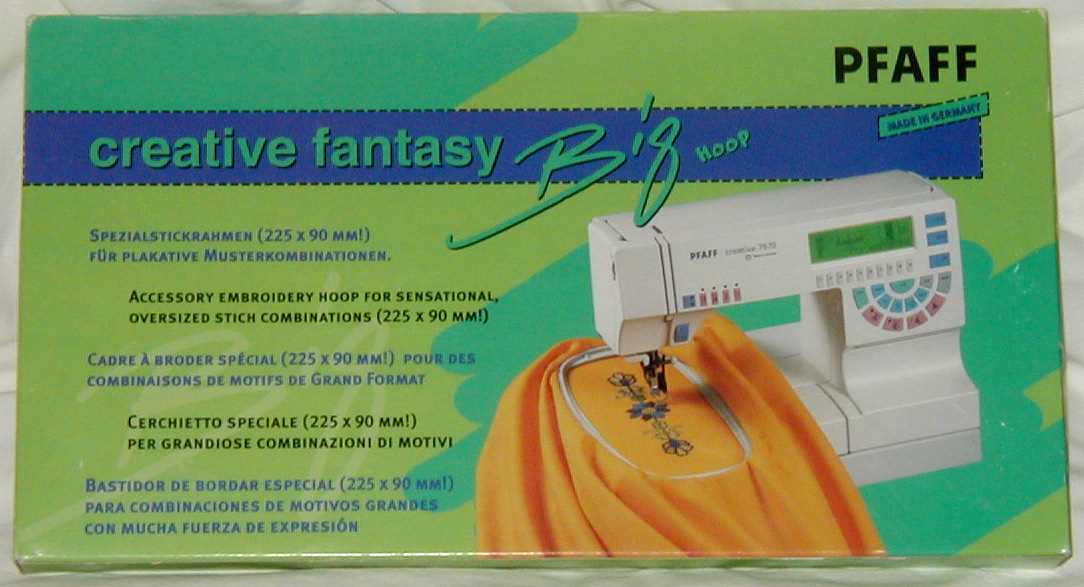 PFAFF
MADE IN GERMANY
creative fantasy Big HOOP
SPEZIALSTICKRAHMEN (225 X 90 MM!)
FÜR PLAKATIVE MUSTERKOMBINATIONEN.
ACCESSORY EMBROIDERY HOOP FOR SENSATIONAL,
OVERSIZED STICH COMBINATIONS (225 X 90 MM!)
CADRE À BRODER SPÉCIAL (225 X 90 MM!) POUR DES
COMBINAISONS DE MOTIFS DE GRAND FORMAT
CERCHIETTO SPECIALE (225 X 90 MM!)
PER GRANDIOSE COMBINAZIONI DI MOTIVI
BASTIDOR DE BORDAR ESPECIAL (225 X 90 MM!)
PARA COMBINACIONES DE MOTIVOS GRANDES
CON MUCHA FUERZA DE EXPRESIÓN
PFAFF creative 7570